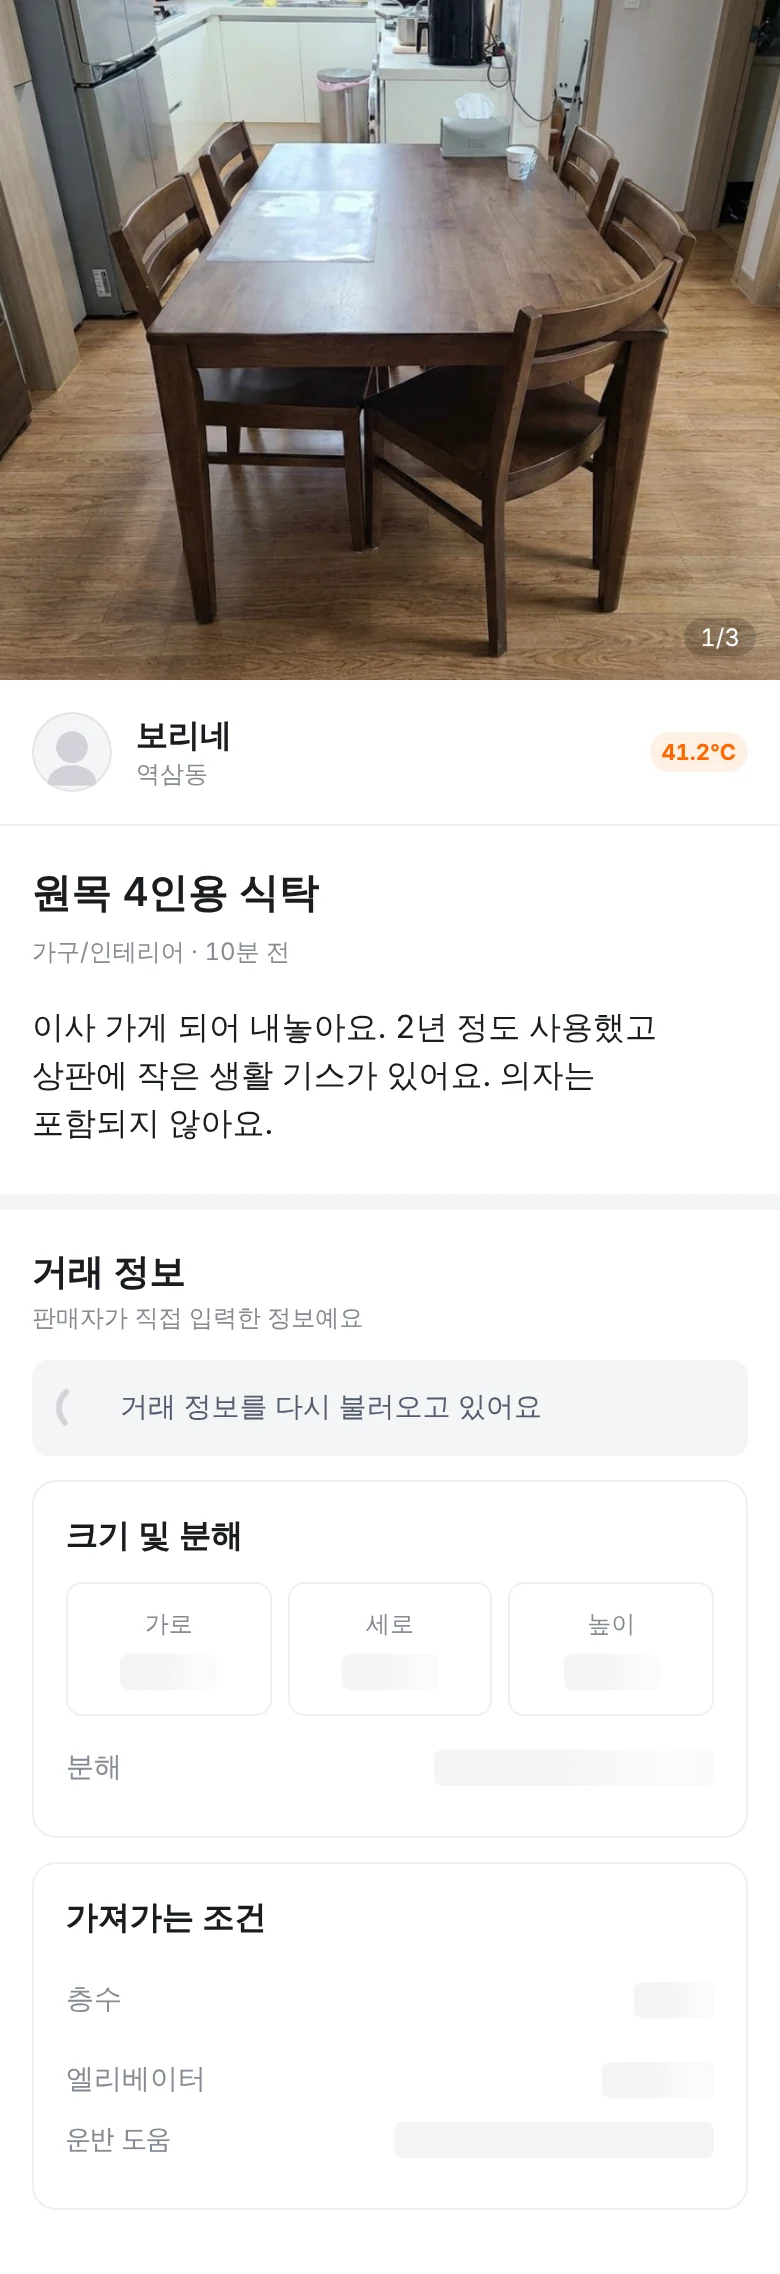 1/3
보리네
역삼동
41.2°C
원목 4인용 식탁
가구/인테리어 · 10분 전
이사 가게 되어 내놓아요. 2년 정도 사용했고
상판에 작은 생활 기스가 있어요. 의자는
포함되지 않아요.
거래 정보
판매자가 직접 입력한 정보예요
거래 정보를 다시 불러오고 있어요
크기 및 분해
가로
세로
높이
분해
가져가는 조건
층수
엘리베이터
운반 도움